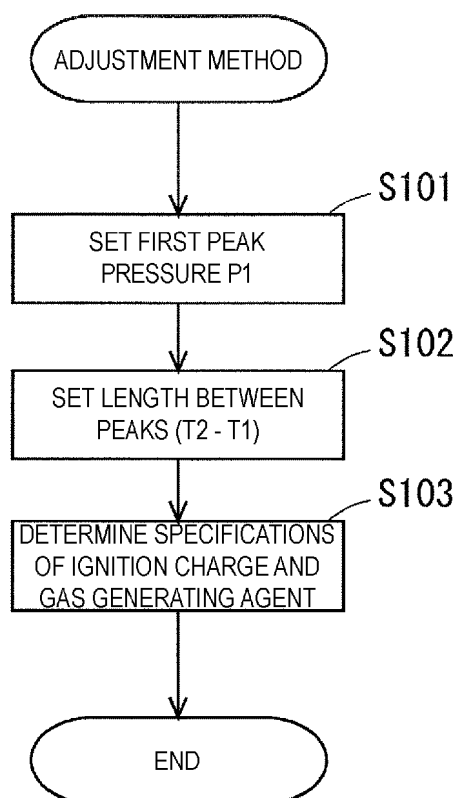 ADJUSTMENT METHOD
S101
SET FIRST PEAK
PRESSURE P1
S102
SET LENGTH BETWEEN
PEAKS (T2 - T1)
S103
DETERMINE SPECIFICATIONS
OF IGNITION CHARGE AND
GAS GENERATING AGENT
END